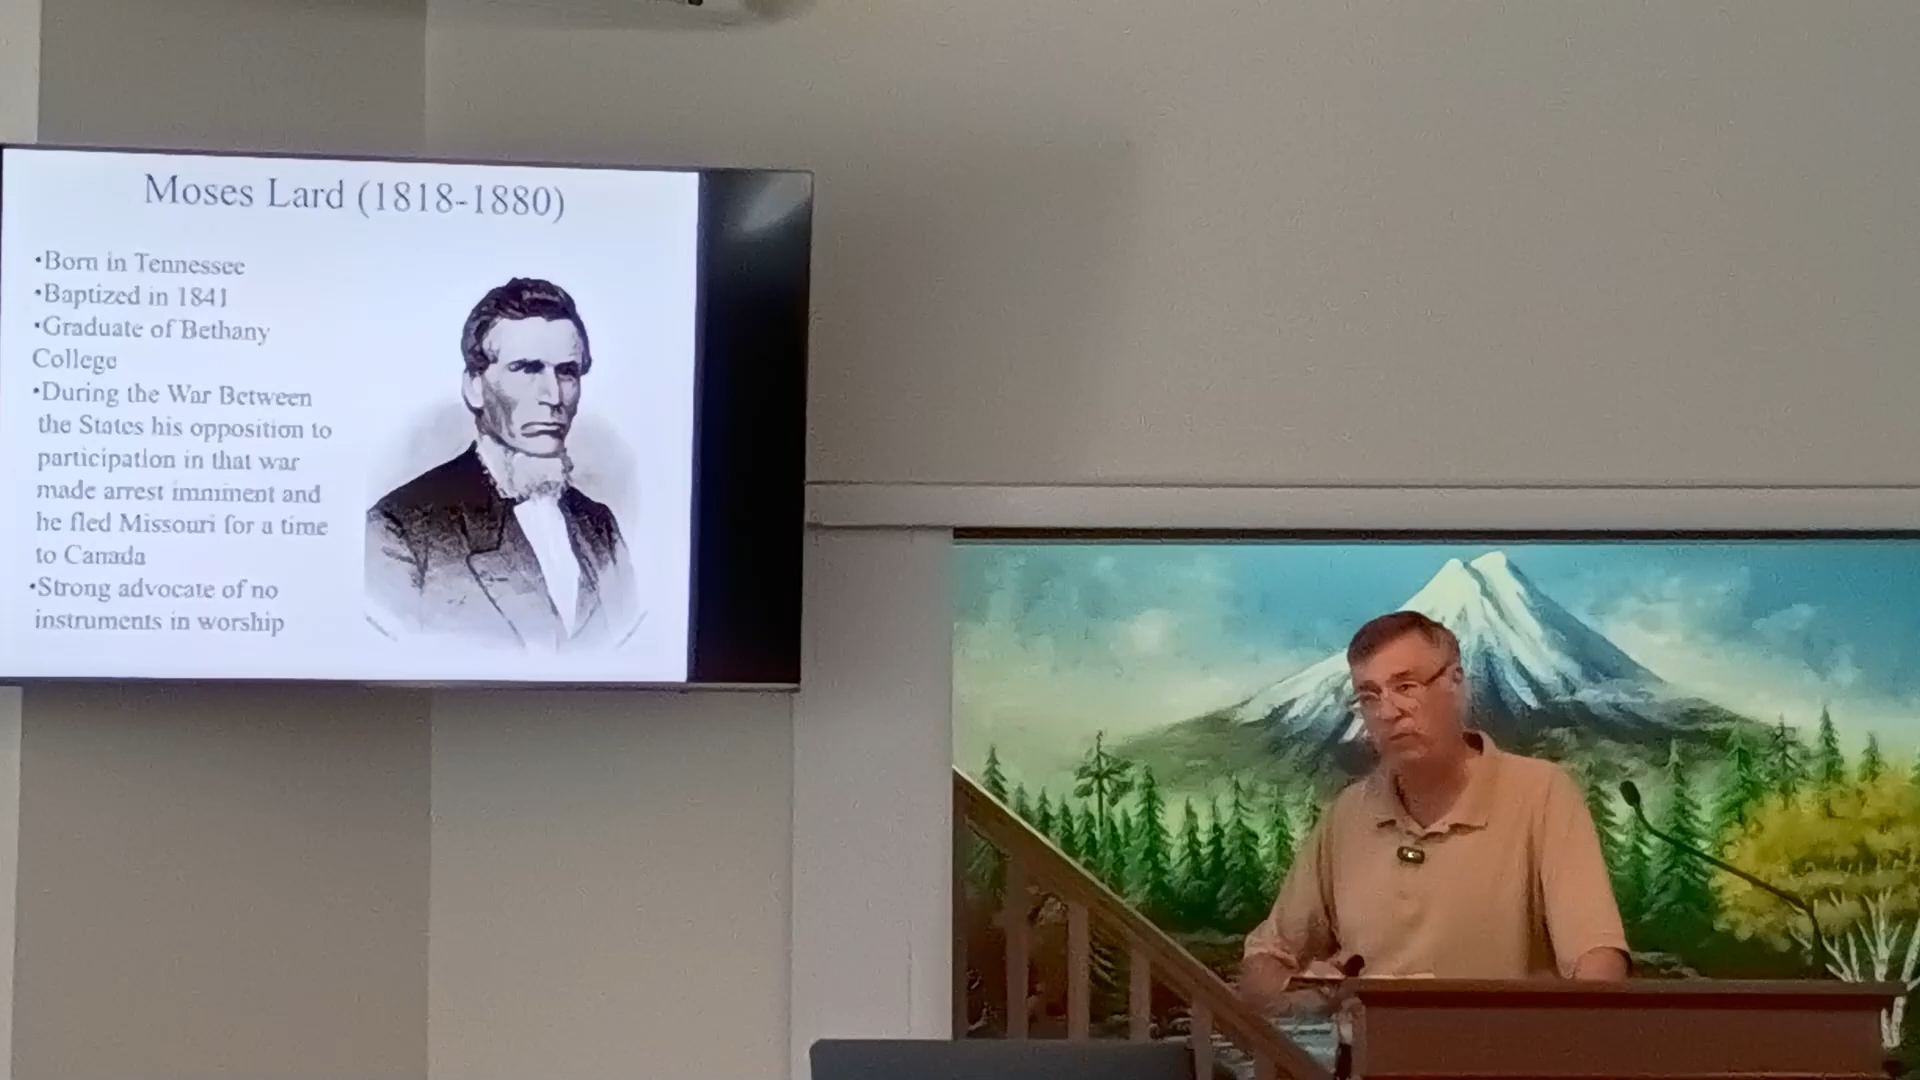 Moses Lard (1818-1880)
•Born in Tennessee
•Baptized in 1841
•Graduate of Bethany
College
•During the War Between
the States his opposition to
participation in that war
made arrest imminent and
he fled Missouri for a time
to Canada
•Strong advocate of no
instruments in worship